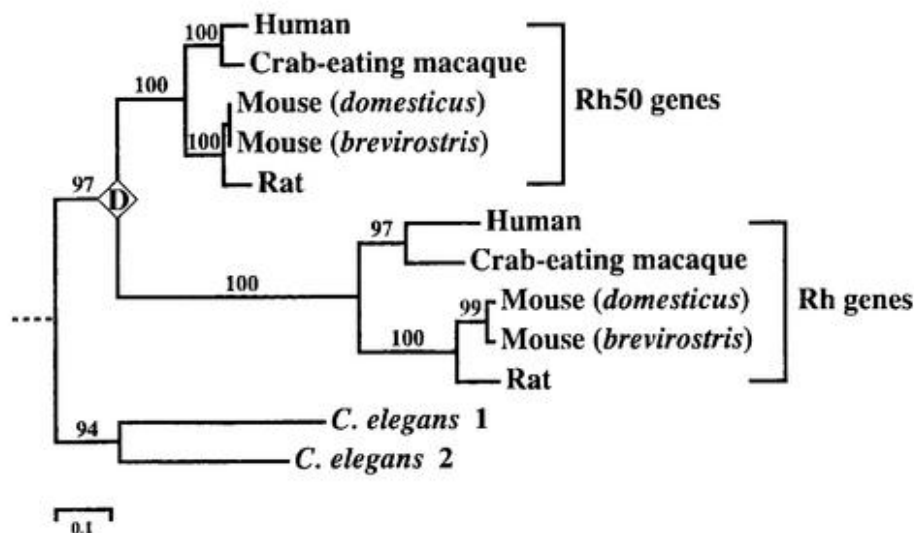 Human
100
Crab-eating macaque
100
Mouse (domesticus)
Rh50 genes
100
Mouse (brevirostris)
Rat
97
D
Human
97
Crab-eating macaque
100
Mouse (domesticus)
Rh genes
99
100
Mouse (brevirostris)
Rat
C. elegans 1
94
C. elegans 2
0.1